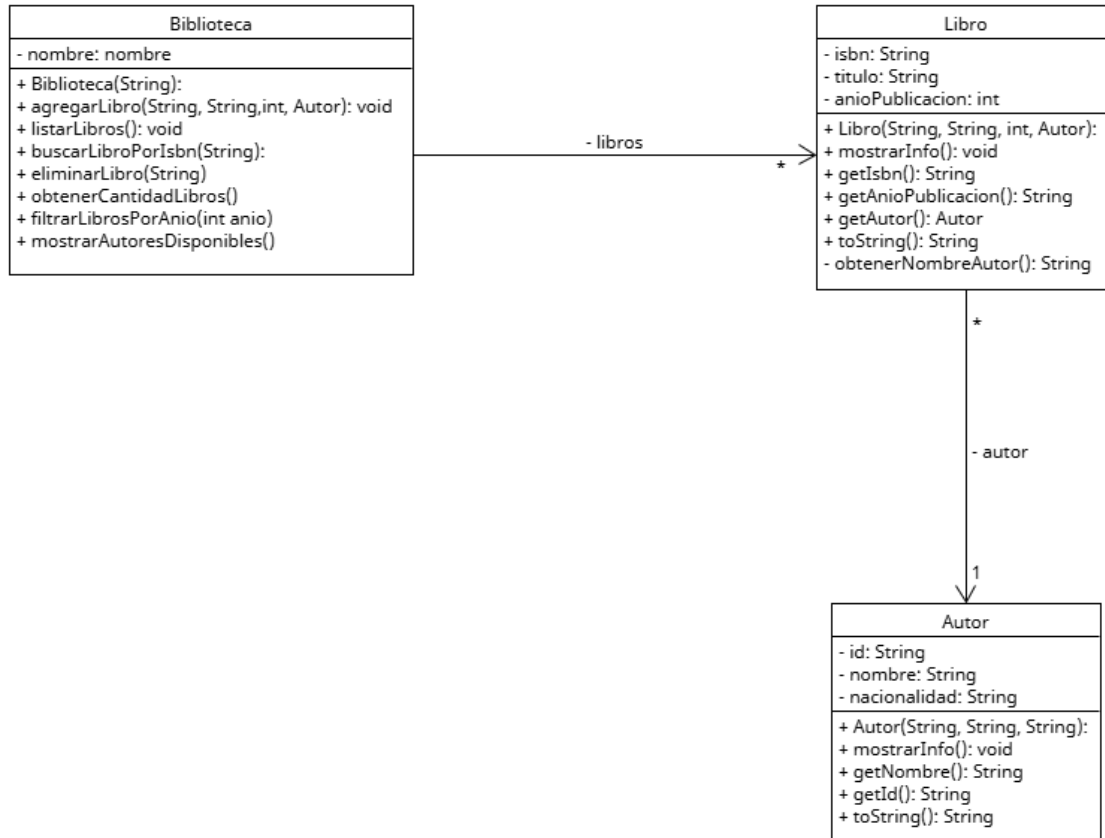 Biblioteca
- nombre: nombre
+ Biblioteca(String):
+ agregarLibro(String, String,int, Autor): void
+ listarLibros(): void
+ buscarLibroPorIsbn(String):
+ eliminarLibro(String)
+ obtenerCantidadLibros()
+ filtrarLibrosPorAnio(int anio)
+ mostrarAutoresDisponibles()
- libros
*
Libro
- isbn: String
- titulo: String
- anioPublicacion: int
+ Libro(String, String, int, Autor):
+ mostrarInfo(): void
+ getIsbn(): String
+ getAnioPublicacion(): String
+ getAutor(): Autor
+ toString(): String
- obtenerNombreAutor(): String
*
- autor
1
Autor
- id: String
- nombre: String
- nacionalidad: String
+ Autor(String, String, String):
+ mostrarInfo(): void
+ getNombre(): String
+ getId(): String
+ toString(): String